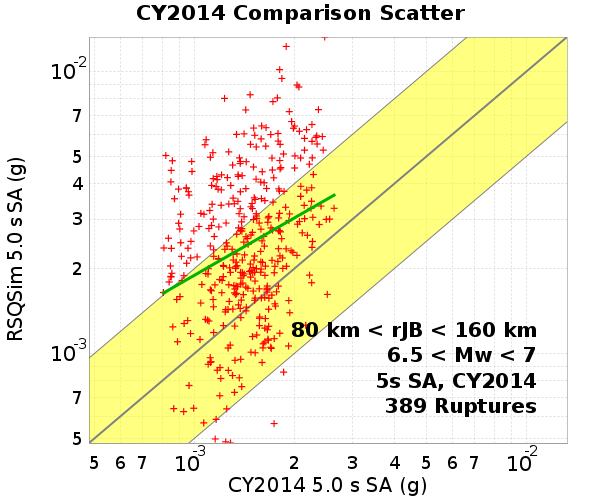 CY2014 Comparison Scatter
10-2
7
5
4
3
2
10-3
7
5
RSQSim 5.0 s SA (g)
80 km < rJB < 160 km
6.5 < Mw < 7
5s SA, CY2014
389 Ruptures
5 6 7 10-3 2 3 4 5 6 7 10-2
CY2014 5.0 s SA (g)